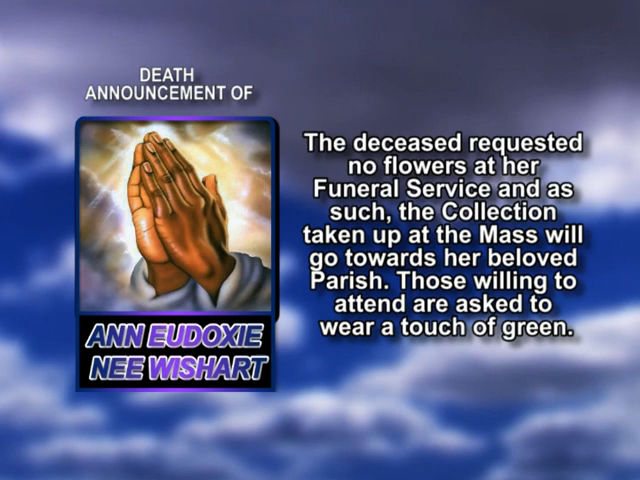 DEATH
ANNOUNCEMENT OF
ANN EUDOXIE
NEE WISHART
The deceased requested
no flowers at her
Funeral Service and as
such, the Collection
taken up at the Mass will
go towards her beloved
Parish. Those willing to
attend are asked to
wear a touch of green.